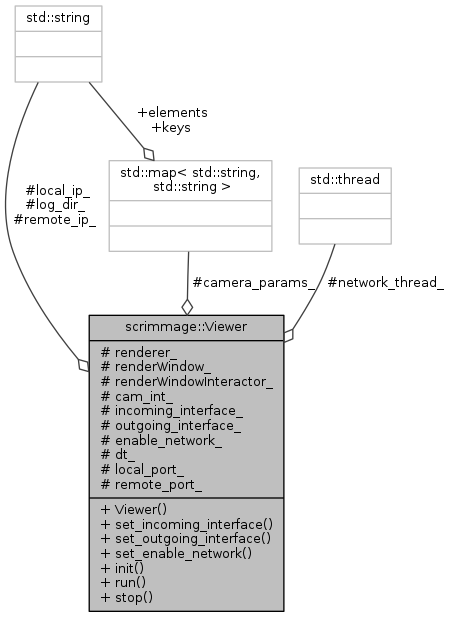 std::string
+elements
+keys
std::map< std::string,
std::string >
std::thread
#local_ip_
#log_dir_
#remote_ip_
#camera_params_
#network_thread_
scrimmage::Viewer
# renderer_
# renderWindow_
# renderWindowInteractor_
# cam_int_
# incoming_interface_
# outgoing_interface_
# enable_network_
# dt_
# local_port_
# remote_port_
+ Viewer()
+ set_incoming_interface()
+ set_outgoing_interface()
+ set_enable_network()
+ init()
+ run()
+ stop()